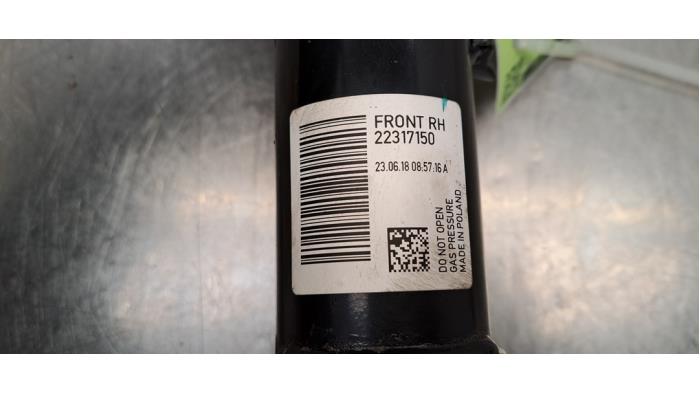 FRONT RH
22317150
23.06.18 08:57:16 A
DO NOT OPEN
GAS PRESSURE
MADE IN POLAND